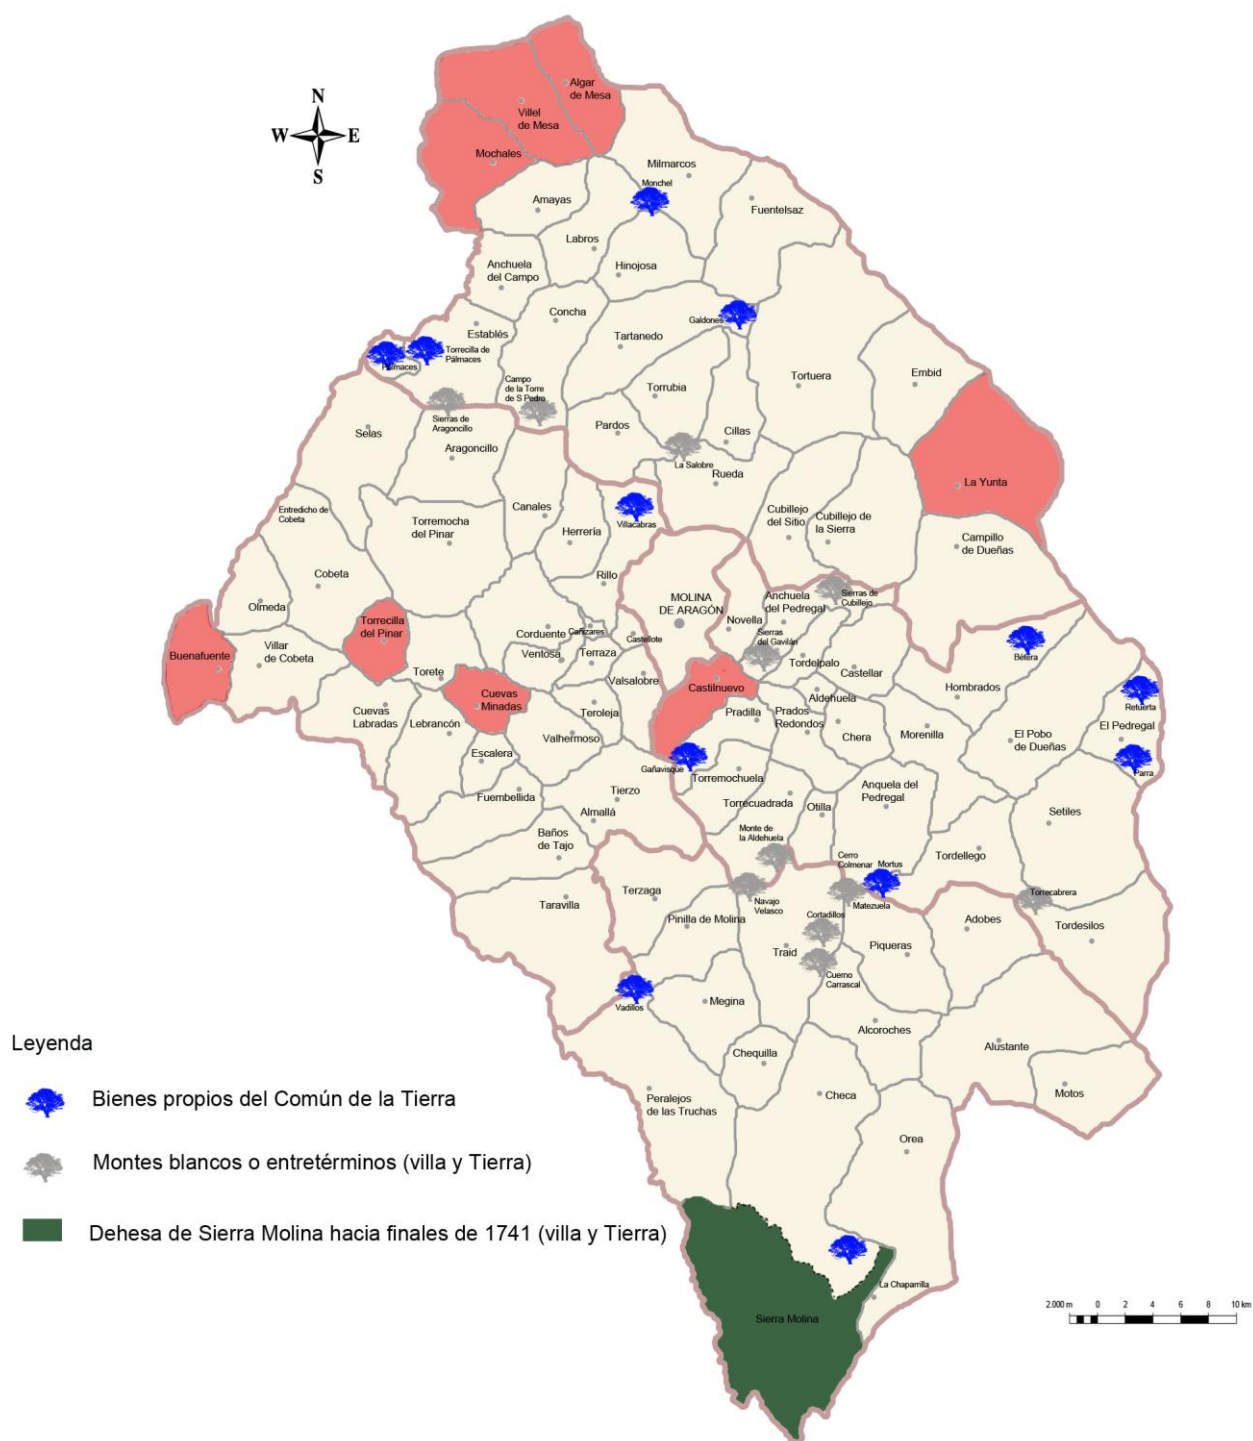 Algar
de Mesa
Villel
de Mesa
Mochales
N
W
E
S
Milmarcos
Monchel
Amayas
Fuentelsaz
Labros
Hinojosa
Anchuela
del Campo
Concha
Galdones
Establés
Tartanedo
Torrecilla de
Pálmaces
Pálmaces
Embid
Tortuera
Campo
de la Torre
de S Pedro
Torrubia
Sierras de
Aragoncillo
Selas
Pardos
Cillas
Aragoncillo
La Salobre
Rueda
La Yunta
Entredicho de
Cobeta
Canales
Torremocha
del Pinar
Villacabras
Herrería
Cubillejo
del Sitio
Cubillejo de
la Sierra
Campillo
de Dueñas
Cobeta
Rillo
MOLINA
DE ARAGÓN
Anchuela
del Pedregal
Sierras de
Cubillejo
Olmeda
Torrecilla
del Pinar
Novella
Corduente
Cañizares
Castellote
Sierras
del Gavilán
Villar
de Cobeta
Buenafuente
Ventosa
Terraza
Tordelpalo
Castellar
Bétera
Torete
Valsalobre
Castilnuevo
Hombrados
Cuevas
Minadas
Aldehuela
Retuerta
Cuevas
Labradas
Lebrancón
Teroleja
Pradilla
Prados
Redondos
Chera
Morenilla
El Pobo
de Dueñas
El Pedregal
Valhermoso
Escalera
Gañavisque
Torremochuela
Parra
Fuembellida
Tierzo
Torrecuadrada
Otilla
Anquela del
Pedregal
Almallá
Setiles
Baños
de Tajo
Monte de
la Aldehuela
Cerro
Colmenar
Mortus
Tordellego
Terzaga
Taravilla
Navajo
Velasco
Matezuela
Torrecabrera
Pinilla de Molina
Cortadillos
Adobes
Tordesilos
Traid
Piqueras
Cuerno
Carrascal
Vadillos
Megina
Alcoroches
Leyenda
Chequilla
Alustante
Bienes propios del Común de la Tierra
Peralejos
de las Truchas
Checa
Motos
Orea
Montes blancos o entretérminos (villa y Tierra)
Dehesa de Sierra Molina hacia finales de 1741 (villa y Tierra)
La Chaparrilla
Sierra Molina
2.000 m 0 2 4 6 8 10 km